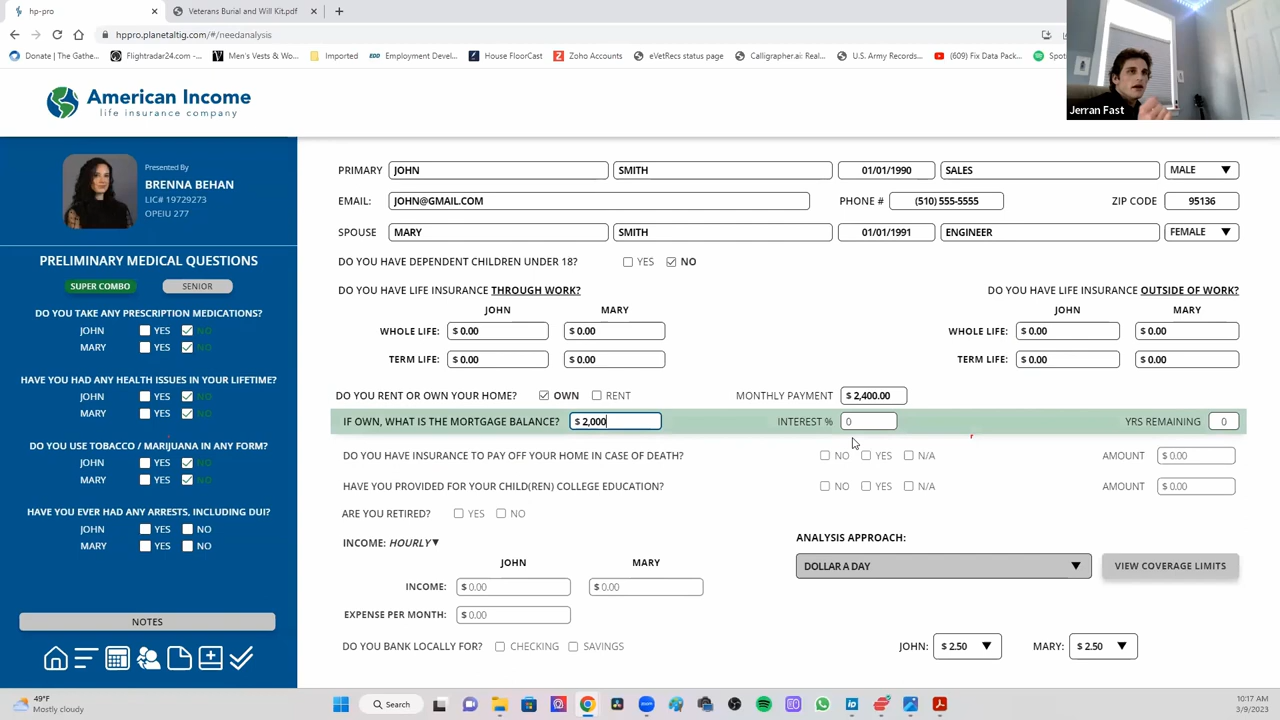 hp-pro
Veterans Burial and Will Kit.pdf
hppro.planetaltig.com/#/needanalysis
Donate | The Gathe...
Flightradar24.com -...
Men's Vests & Wo...
Imported
EDD
Employment Devel...
House FloorCast
Zoho Accounts
eVetRecs status page
Calligrapher.ai: Real...
U.S. Army Records...
(609) Fix Data Pack...
Spot
Jerran Fast
American Income
life insurance company
Presented By
BRENNA BEHAN
LIC# 19729273
OPEIU 277
PRELIMINARY MEDICAL QUESTIONS
SUPER COMBO SENIOR
DO YOU TAKE ANY PRESCRIPTION MEDICATIONS?
JOHN YES NO
MARY YES NO
HAVE YOU HAD ANY HEALTH ISSUES IN YOUR LIFETIME?
JOHN YES NO
MARY YES NO
DO YOU USE TOBACCO / MARIJUANA IN ANY FORM?
JOHN YES NO
MARY YES NO
HAVE YOU EVER HAD ANY ARRESTS, INCLUDING DUI?
JOHN YES NO
MARY YES NO
NOTES
PRIMARY JOHN SMITH 01/01/1990 SALES MALE
EMAIL: JOHN@GMAIL.COM PHONE # (510) 555-5555 ZIP CODE 95136
SPOUSE MARY SMITH 01/01/1991 ENGINEER FEMALE
DO YOU HAVE DEPENDENT CHILDREN UNDER 18? YES NO
DO YOU HAVE LIFE INSURANCE THROUGH WORK? DO YOU HAVE LIFE INSURANCE OUTSIDE OF WORK?
JOHN MARY JOHN MARY
WHOLE LIFE: $ 0.00 $ 0.00 WHOLE LIFE: $ 0.00 $ 0.00
TERM LIFE: $ 0.00 $ 0.00 TERM LIFE: $ 0.00 $ 0.00
DO YOU RENT OR OWN YOUR HOME? OWN RENT MONTHLY PAYMENT $ 2,400.00
IF OWN, WHAT IS THE MORTGAGE BALANCE? $ 2,000 INTEREST % 0 YRS REMAINING 0
DO YOU HAVE INSURANCE TO PAY OFF YOUR HOME IN CASE OF DEATH? NO YES N/A AMOUNT $ 0.00
HAVE YOU PROVIDED FOR YOUR CHILD(REN) COLLEGE EDUCATION? NO YES N/A AMOUNT $ 0.00
ARE YOU RETIRED? YES NO
INCOME: HOURLY ANALYSIS APPROACH:
JOHN MARY DOLLAR A DAY VIEW COVERAGE LIMITS
INCOME: $ 0.00 $ 0.00
EXPENSE PER MONTH: $ 0.00
DO YOU BANK LOCALLY FOR? CHECKING SAVINGS JOHN: $ 2.50 MARY: $ 2.50
49°F
Mostly cloudy
Search
10:17 AM
3/9/2023